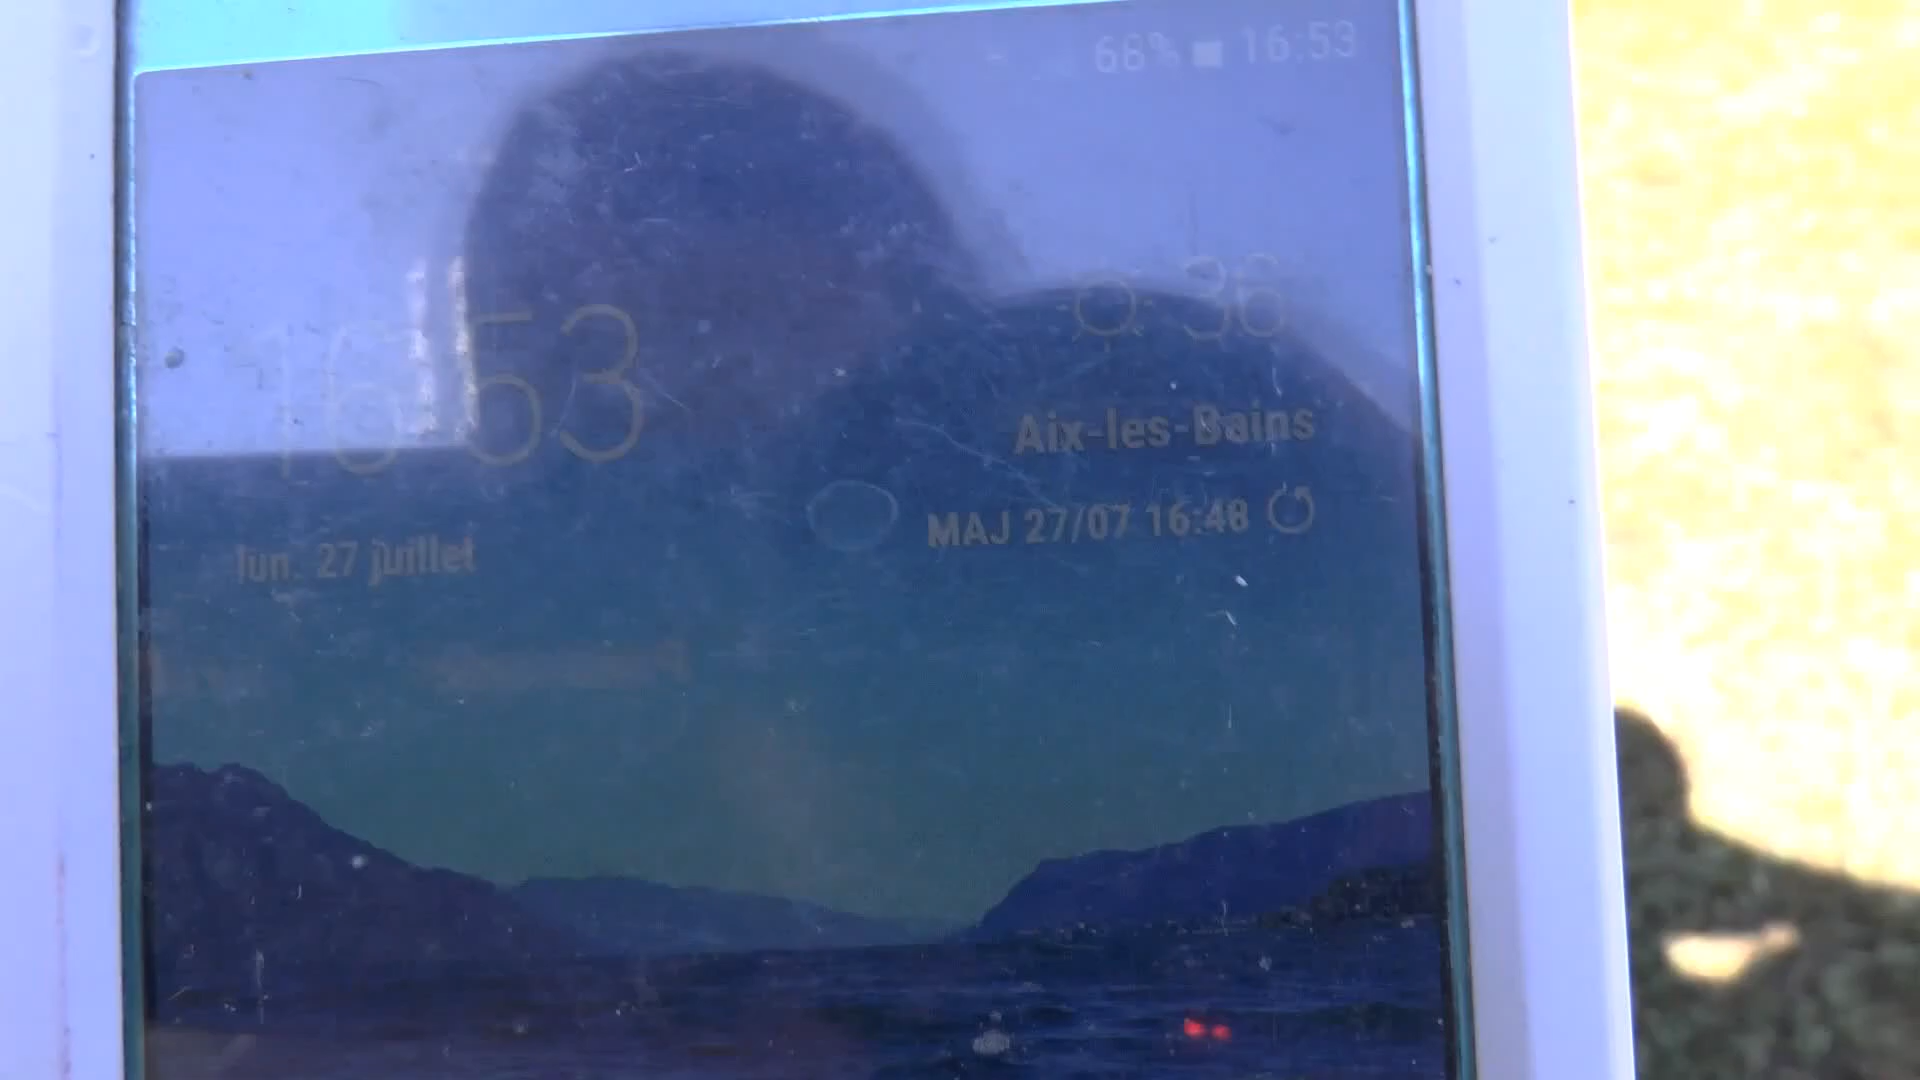 68% 16:53
36°
16 53
Aix-les-Bains
MAJ 27/07 16:48
lun. 27 juillet